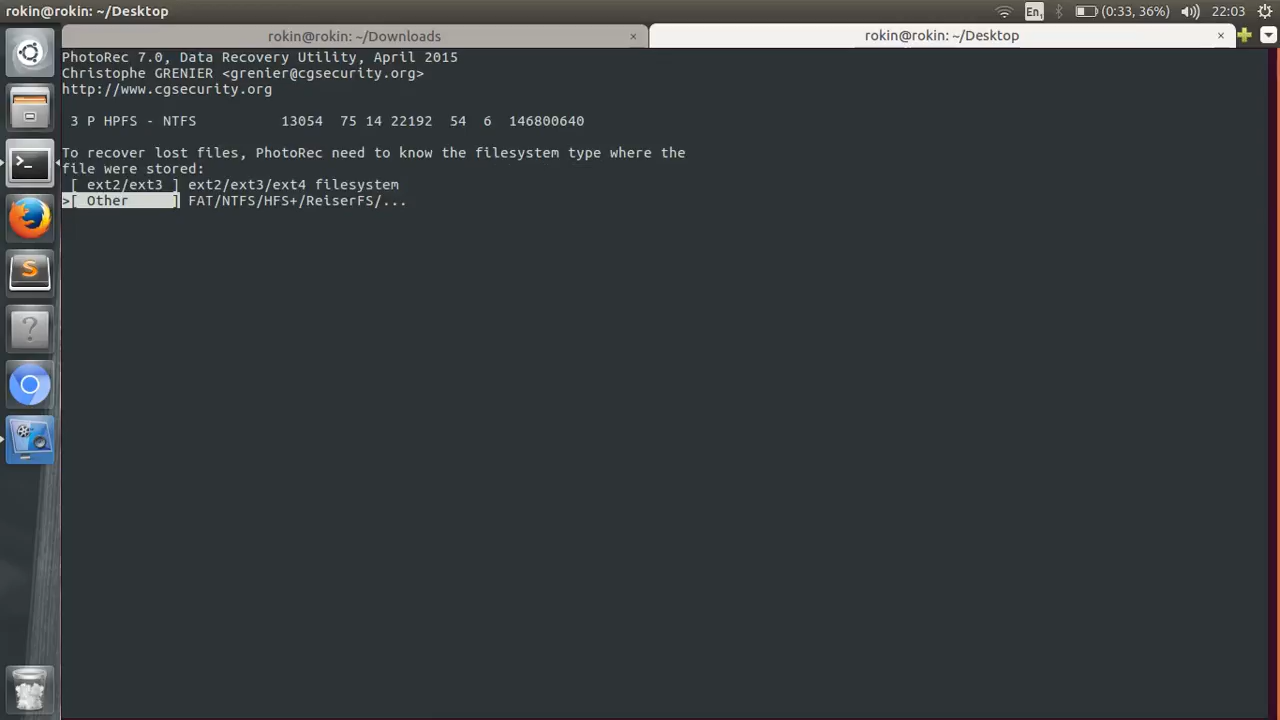 rokin@rokin: ~/Desktop
En1 (0:33, 36%) 22:03
rokin@rokin: ~/Downloads × rokin@rokin: ~/Desktop ×
PhotoRec 7.0, Data Recovery Utility, April 2015
Christophe GRENIER <grenier@cgsecurity.org>
http://www.cgsecurity.org
3 P HPFS - NTFS 13054 75 14 22192 54 6 146800640
To recover lost files, PhotoRec need to know the filesystem type where the
file were stored:
[ ext2/ext3 ] ext2/ext3/ext4 filesystem
>[ Other ] FAT/NTFS/HFS+/ReiserFS/...